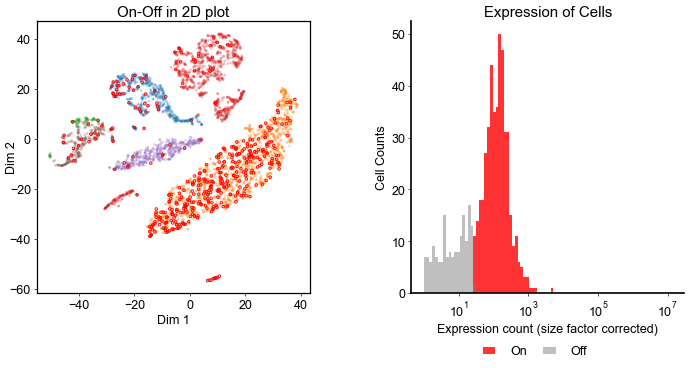 On-Off in 2D plot
40
20
0
−20
−40
−60
Dim 2
−40
−20
0
20
40
Dim 1
Expression of Cells
50
40
30
20
10
0
Cell Counts
10^1
10^3
10^5
10^7
Expression count (size factor corrected)
On
Off